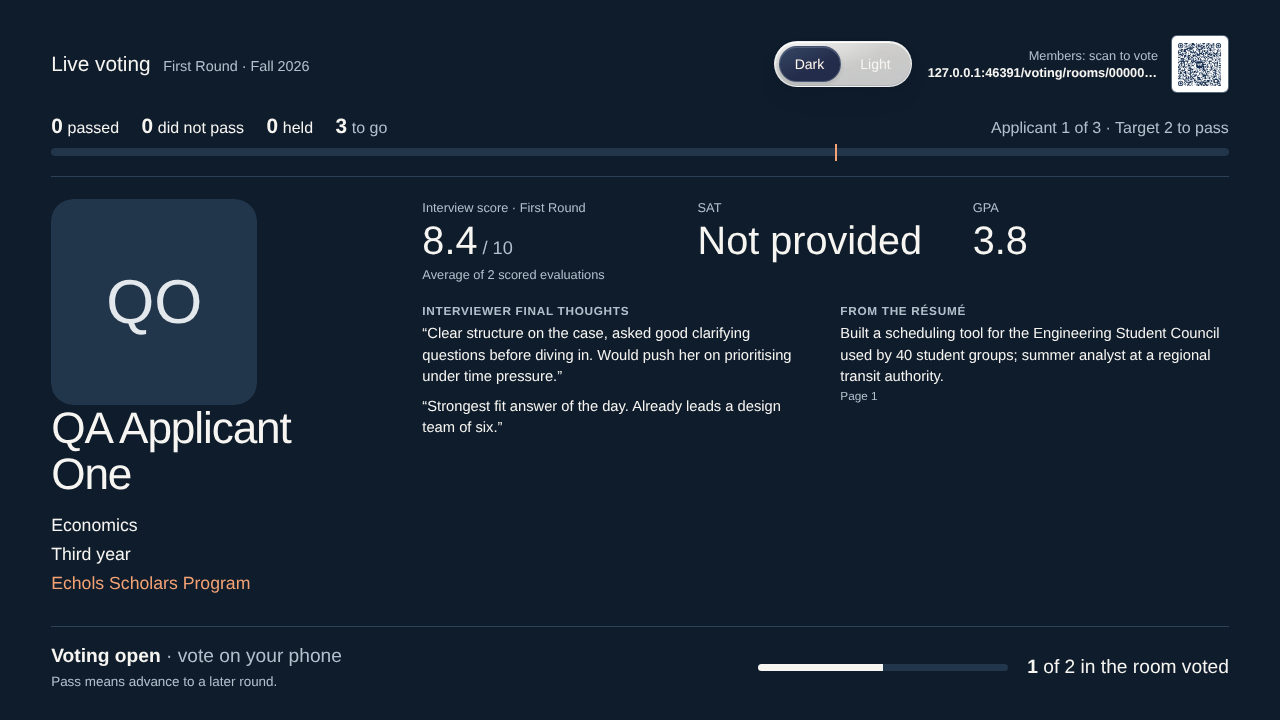 Live voting First Round · Fall 2026
Dark Light
Members: scan to vote
127.0.0.1:46391/voting/rooms/00000…
0 passed 0 did not pass 0 held 3 to go
Applicant 1 of 3 · Target 2 to pass
QO
QA Applicant
One
Economics
Third year
Echols Scholars Program
Interview score · First Round
8.4 / 10
Average of 2 scored evaluations
SAT
Not provided
GPA
3.8
INTERVIEWER FINAL THOUGHTS
“Clear structure on the case, asked good clarifying
questions before diving in. Would push her on prioritising
under time pressure.”
“Strongest fit answer of the day. Already leads a design
team of six.”
FROM THE RÉSUMÉ
Built a scheduling tool for the Engineering Student Council
used by 40 student groups; summer analyst at a regional
transit authority.
Page 1
Voting open · vote on your phone
Pass means advance to a later round.
1 of 2 in the room voted